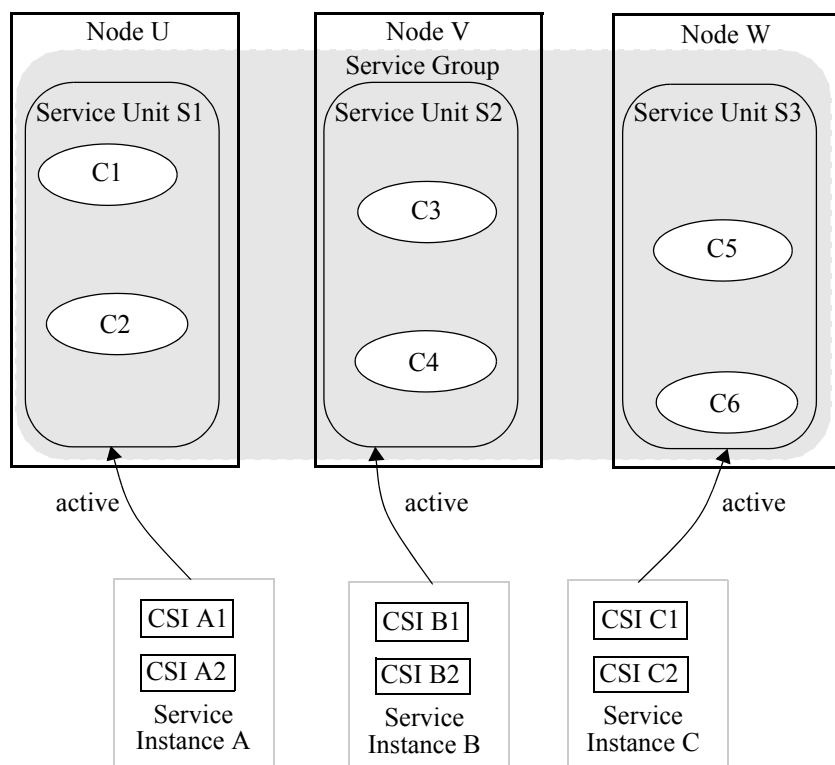 Node U
Node V
Node W
Service Group
Service Unit S1
Service Unit S2
Service Unit S3
C1
C3
C5
C2
C4
C6
active
active
active
CSI A1
CSI B1
CSI C1
CSI A2
CSI B2
CSI C2
Service
Instance A
Service
Instance B
Service
Instance C